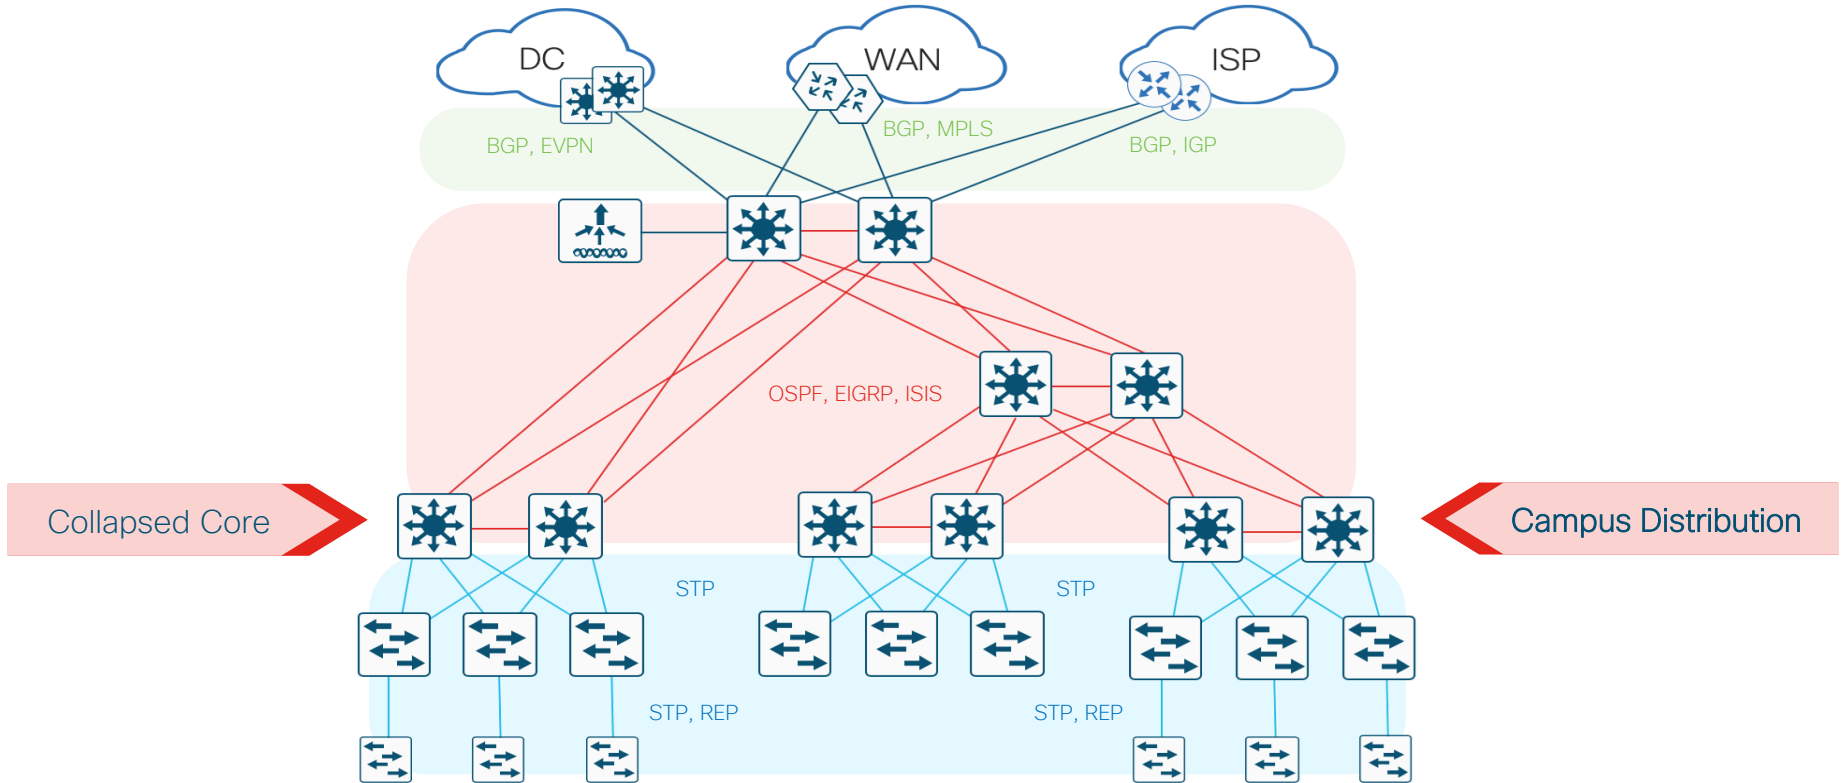 DC
WAN
ISP
BGP, EVPN
BGP, MPLS
BGP, IGP
OSPF, EIGRP, ISIS
Collapsed Core
Campus Distribution
STP
STP
STP, REP
STP, REP